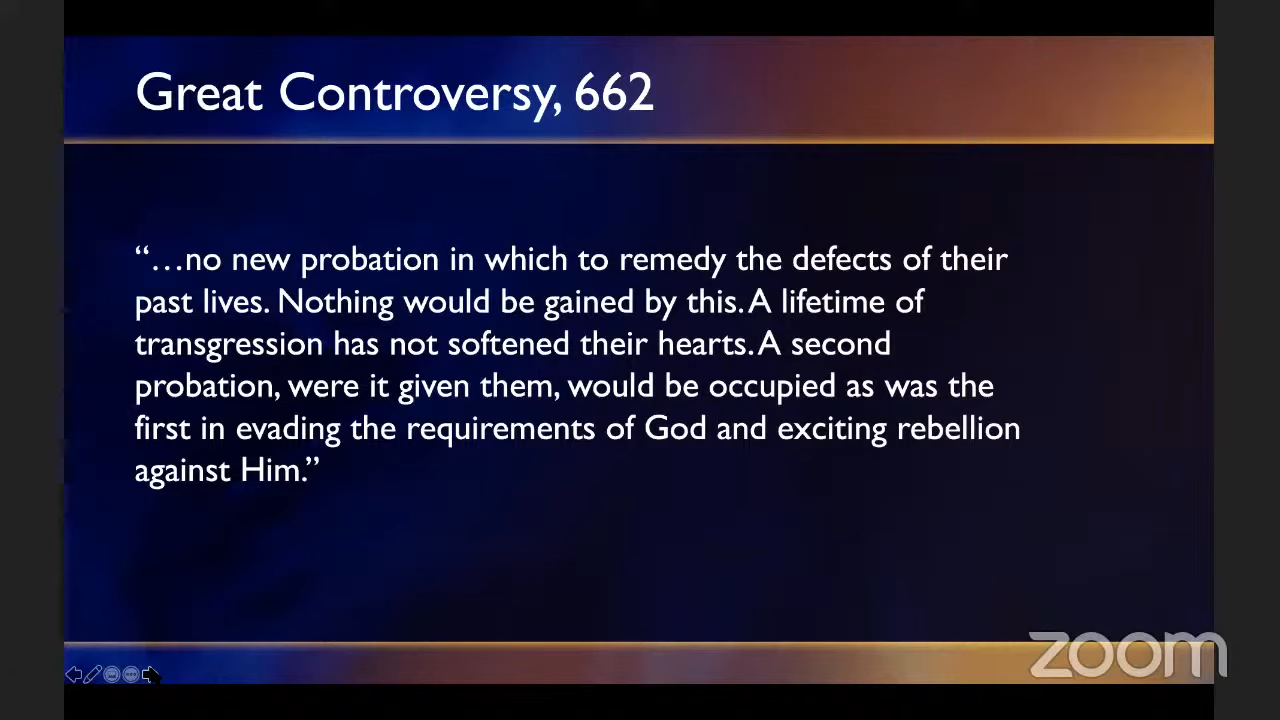 Great Controversy, 662
“…no new probation in which to remedy the defects of their
past lives. Nothing would be gained by this. A lifetime of
transgression has not softened their hearts. A second
probation, were it given them, would be occupied as was the
first in evading the requirements of God and exciting rebellion
against Him.”
zoom